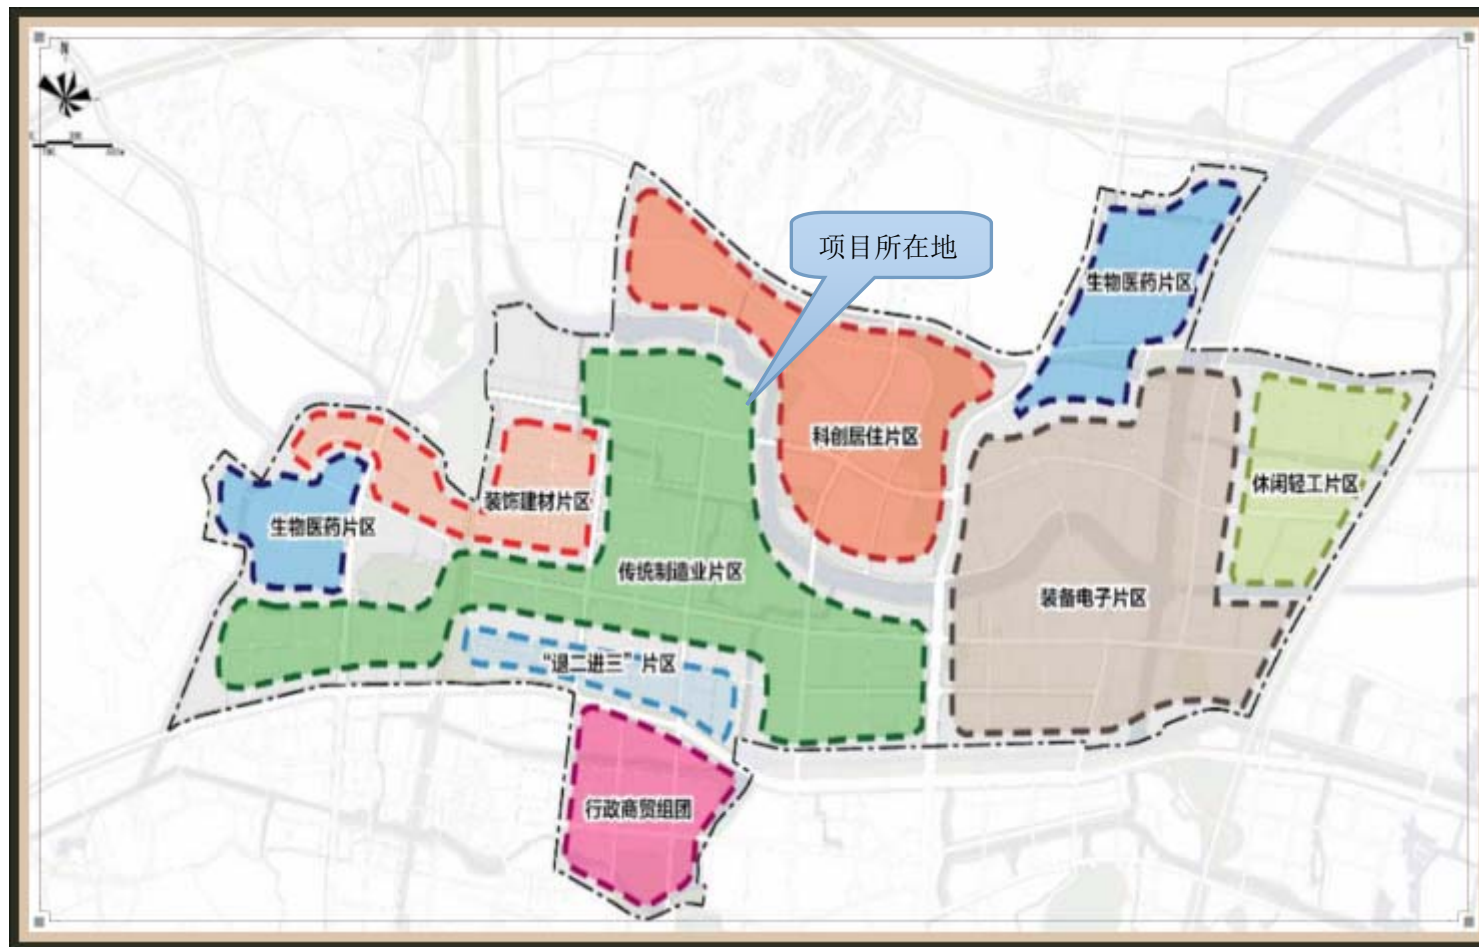 N
项目所在地
生物医药片区
科创居住片区
休闲轻工片区
装饰建材片区
生物医药片区
传统制造业片区
装备电子片区
“退二进三”片区
行政商贸组团